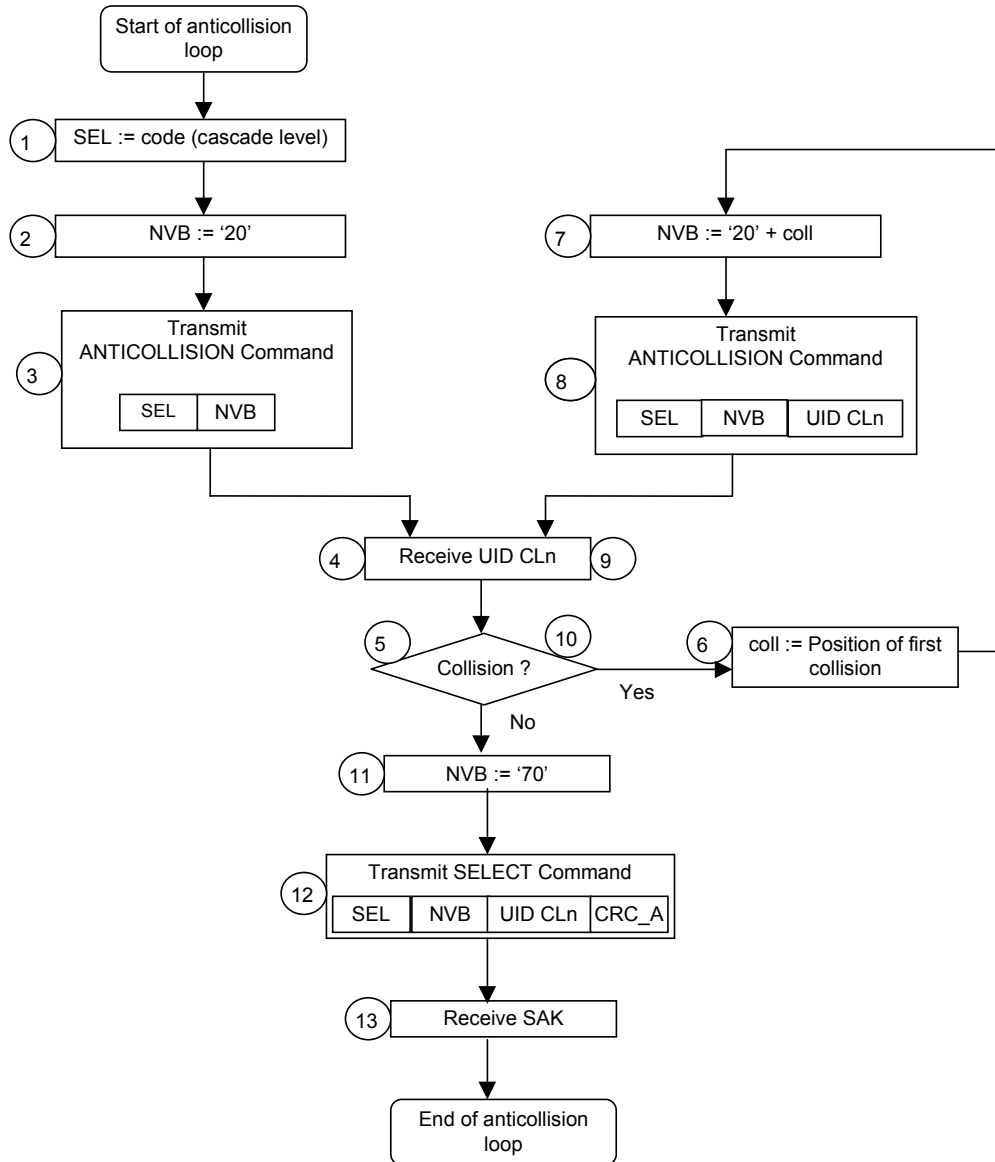 Start of anticollision
loop
1
SEL := code (cascade level)
2
NVB := ‘20’
7
NVB := ‘20’ + coll
3
Transmit
ANTICOLLISION Command
SEL NVB
8
Transmit
ANTICOLLISION Command
SEL NVB UID CLn
4
Receive UID CLn
9
5
Collision ?
10
Yes
6
coll := Position of first
collision
No
11
NVB := ‘70’
12
Transmit SELECT Command
SEL NVB UID CLn CRC_A
13
Receive SAK
End of anticollision
loop